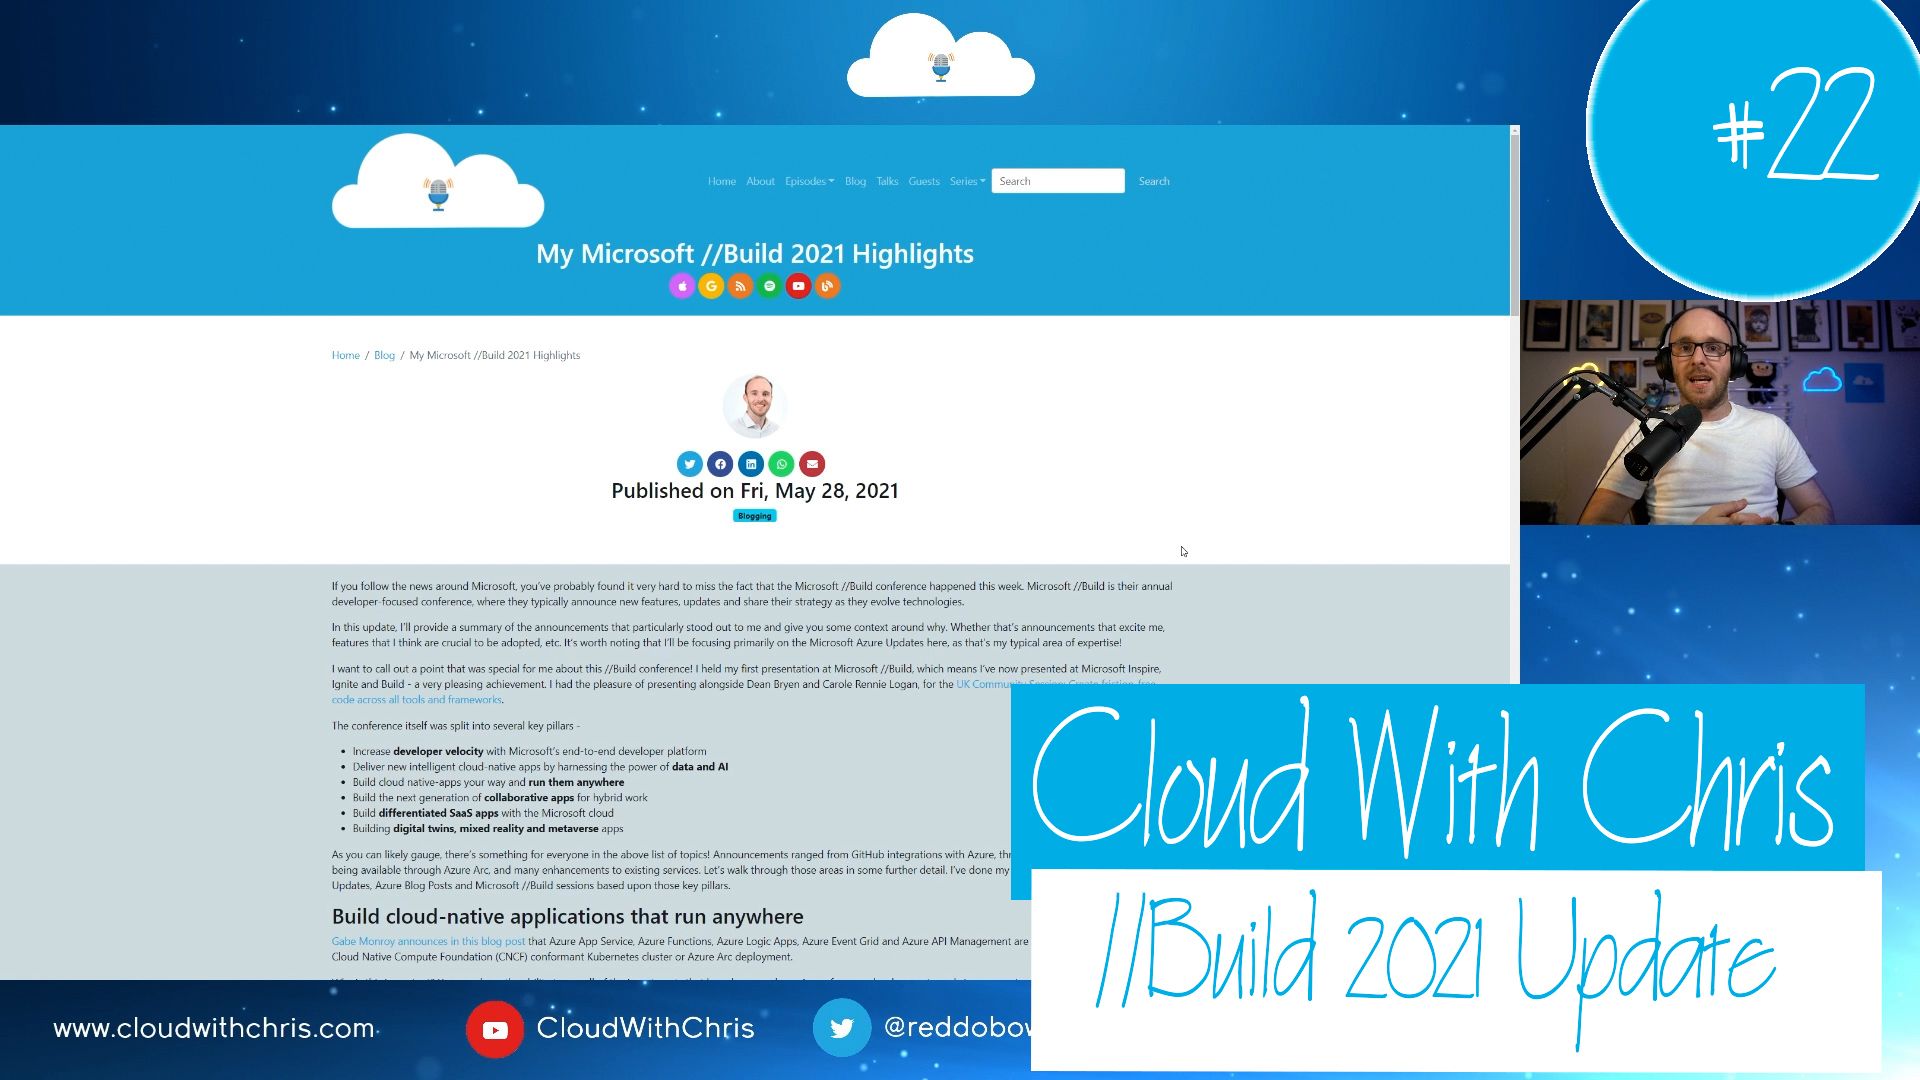 #22
Home About Episodes Blog Talks Guests Series Search Search
My Microsoft //Build 2021 Highlights
Home / Blog / My Microsoft //Build 2021 Highlights
Published on Fri, May 28, 2021
Blogging
If you follow the news around Microsoft, you've probably found it very hard to miss the fact that the Microsoft //Build conference happened this week. Microsoft //Build is their annual
developer-focused conference, where they typically announce new features, updates and share their strategy as they evolve technologies.
In this update, I'll provide a summary of the announcements that particularly stood out to me and give you some context around why. Whether that's announcements that excite me,
features that I think are crucial to be adopted, etc. It's worth noting that I'll be focusing primarily on the Microsoft Azure Updates here, as that's my typical area of expertise!
I want to call out a point that was special for me about this //Build conference! I held my first presentation at Microsoft //Build, which means I've now presented at Microsoft Inspire,
Ignite and Build - a very pleasing achievement. I had the pleasure of presenting alongside Dean Bryen and Carole Rennie Logan, for the UK Community Session: Create friction-free
code across all tools and frameworks.
The conference itself was split into several key pillars -
• Increase developer velocity with Microsoft's end-to-end developer platform
• Deliver new intelligent cloud-native apps by harnessing the power of data and AI
• Build cloud native-apps your way and run them anywhere
• Build the next generation of collaborative apps for hybrid work
• Build differentiated SaaS apps with the Microsoft cloud
• Building digital twins, mixed reality and metaverse apps
As you can likely gauge, there's something for everyone in the above list of topics! Announcements ranged from GitHub integrations with Azure,
being available through Azure Arc, and many enhancements to existing services. Let's walk through those areas in some further detail. I've done my
Updates, Azure Blog Posts and Microsoft //Build sessions based upon those key pillars.
Build cloud-native applications that run anywhere
Gabe Monroy announces in this blog post that Azure App Service, Azure Functions, Azure Logic Apps, Azure Event Grid and Azure API Management are
Cloud Native Compute Foundation (CNCF) conformant Kubernetes cluster or Azure Arc deployment.
Cloud With Chris
//Build 2021 Update
www.cloudwithchris.com
CloudWithChris
@reddobow